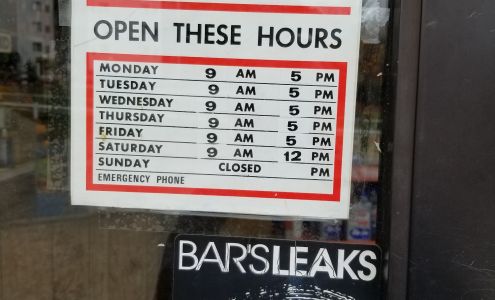 OPEN THESE HOURS
MONDAY 9 AM 5 PM
TUESDAY 9 AM 5 PM
WEDNESDAY 9 AM 5 PM
THURSDAY 9 AM 5 PM
FRIDAY 9 AM 5 PM
SATURDAY 9 AM 12 PM
SUNDAY CLOSED PM
EMERGENCY PHONE
BAR'S LEAKS